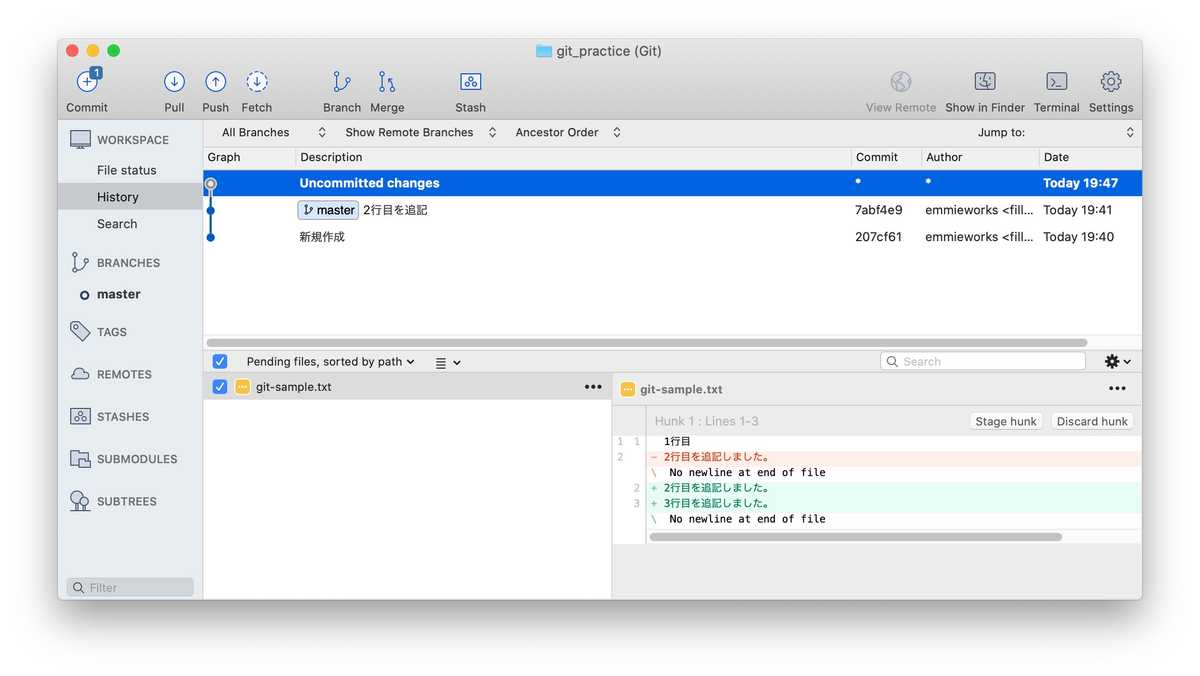 git_practice (Git)
1
Commit Pull Push Fetch Branch Merge Stash View Remote Show in Finder Terminal Settings
WORKSPACE
File status
History
Search
BRANCHES
master
TAGS
REMOTES
STASHES
SUBMODULES
SUBTREES
Filter
All Branches Show Remote Branches Ancestor Order Jump to:
Graph Description Commit Author Date
Uncommitted changes * * Today 19:47
master 2行目を追記 7abf4e9 emmieworks <fill... Today 19:41
新規作成 207cf61 emmieworks <fill... Today 19:40
Pending files, sorted by path Search
git-sample.txt
git-sample.txt
Hunk 1 : Lines 1-3 Stage hunk Discard hunk
1 1 1行目
2 - 2行目を追記しました。
\ No newline at end of file
2 + 2行目を追記しました。
3 + 3行目を追記しました。
\ No newline at end of file